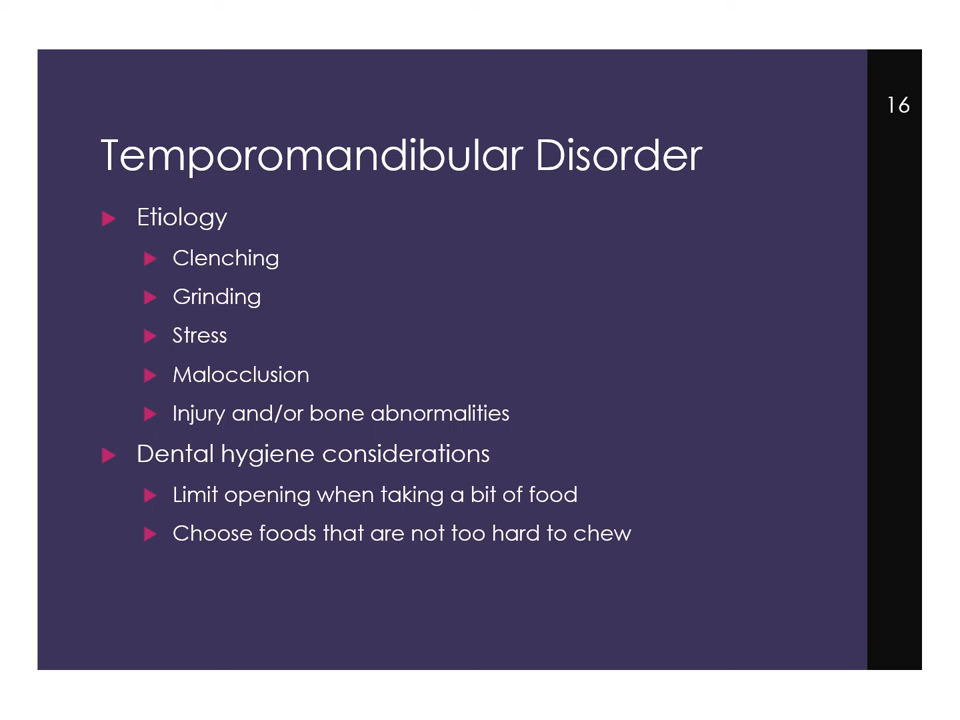 16
Temporomandibular Disorder
Etiology
Clenching
Grinding
Stress
Malocclusion
Injury and/or bone abnormalities
Dental hygiene considerations
Limit opening when taking a bit of food
Choose foods that are not too hard to chew